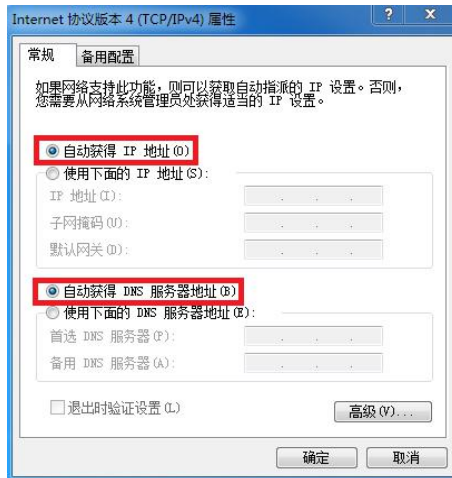 Internet 协议版本 4 (TCP/IPv4) 属性
? X
常规 备用配置
如果网络支持此功能，则可以获取自动指派的 IP 设置。否则，
您需要从网络系统管理员处获得适当的 IP 设置。
自动获得 IP 地址(O)
使用下面的 IP 地址(S):
IP 地址(I):
子网掩码(U):
默认网关(D):
自动获得 DNS 服务器地址(B)
使用下面的 DNS 服务器地址(E):
首选 DNS 服务器(P):
备用 DNS 服务器(A):
退出时验证设置(L)
高级(V)...
确定 取消